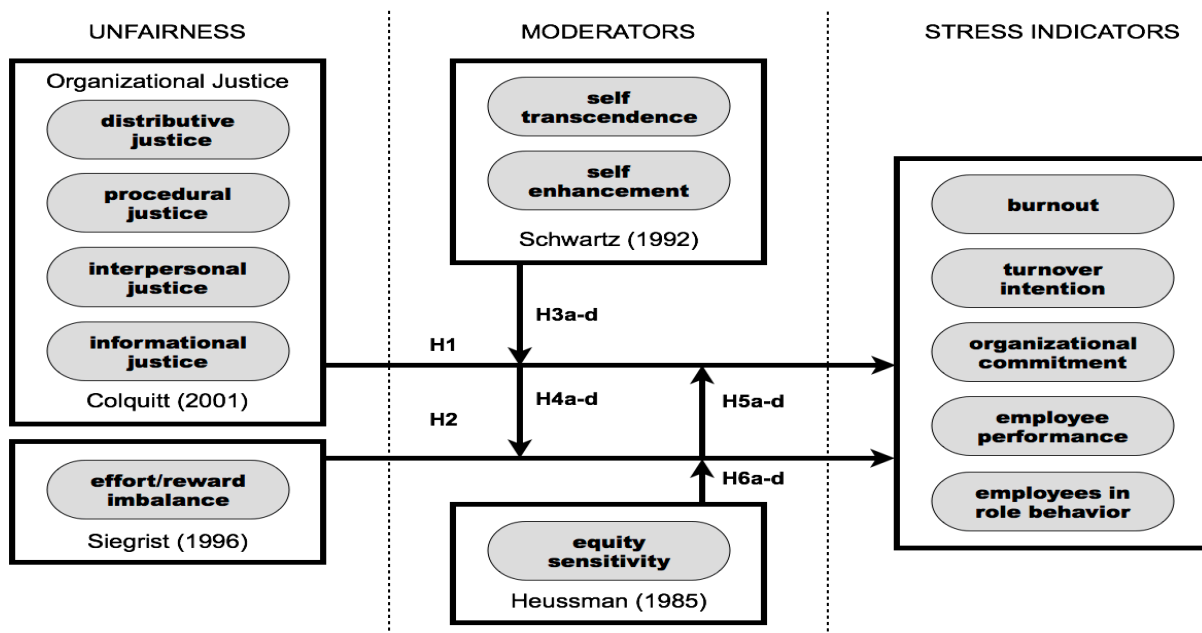 UNFAIRNESS
Organizational Justice
distributive
justice
procedural
justice
interpersonal
justice
informational
justice
Colquitt (2001)
effort/reward
imbalance
Siegrist (1996)
MODERATORS
self
transcendence
self
enhancement
Schwartz (1992)
H3a-d
H1
H4a-d
H5a-d
H2
H6a-d
equity
sensitivity
Heussman (1985)
STRESS INDICATORS
burnout
turnover
intention
organizational
commitment
employee
performance
employees in
role behavior